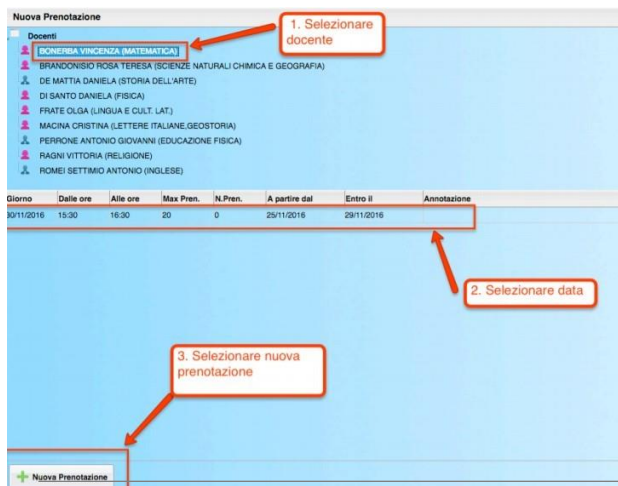 Nuova Prenotazione
1. Selezionare
docente
Docenti
BONERBA VINCENZA (MATEMATICA)
BRANDONISIO ROSA TERESA (SCIENZE NATURALI CHIMICA E GEOGRAFIA)
DE MATTIA DANIELA (STORIA DELL'ARTE)
DI SANTO DANIELA (FISICA)
FRATE OLGA (LINGUA E CULT. LAT.)
MACINA CRISTINA (LETTERE ITALIANE,GEOSTORIA)
PERRONE ANTONIO GIOVANNI (EDUCAZIONE FISICA)
RAGNI VITTORIA (RELIGIONE)
ROMEI SETTIMIO ANTONIO (INGLESE)
Giorno Dalle ore Alle ore Max Pren. N.Pren. A partire dal Entro il Annotazione
30/11/2016 15:30 16:30 20 0 25/11/2016 29/11/2016
2. Selezionare data
3. Selezionare nuova
prenotazione
Nuova Prenotazione